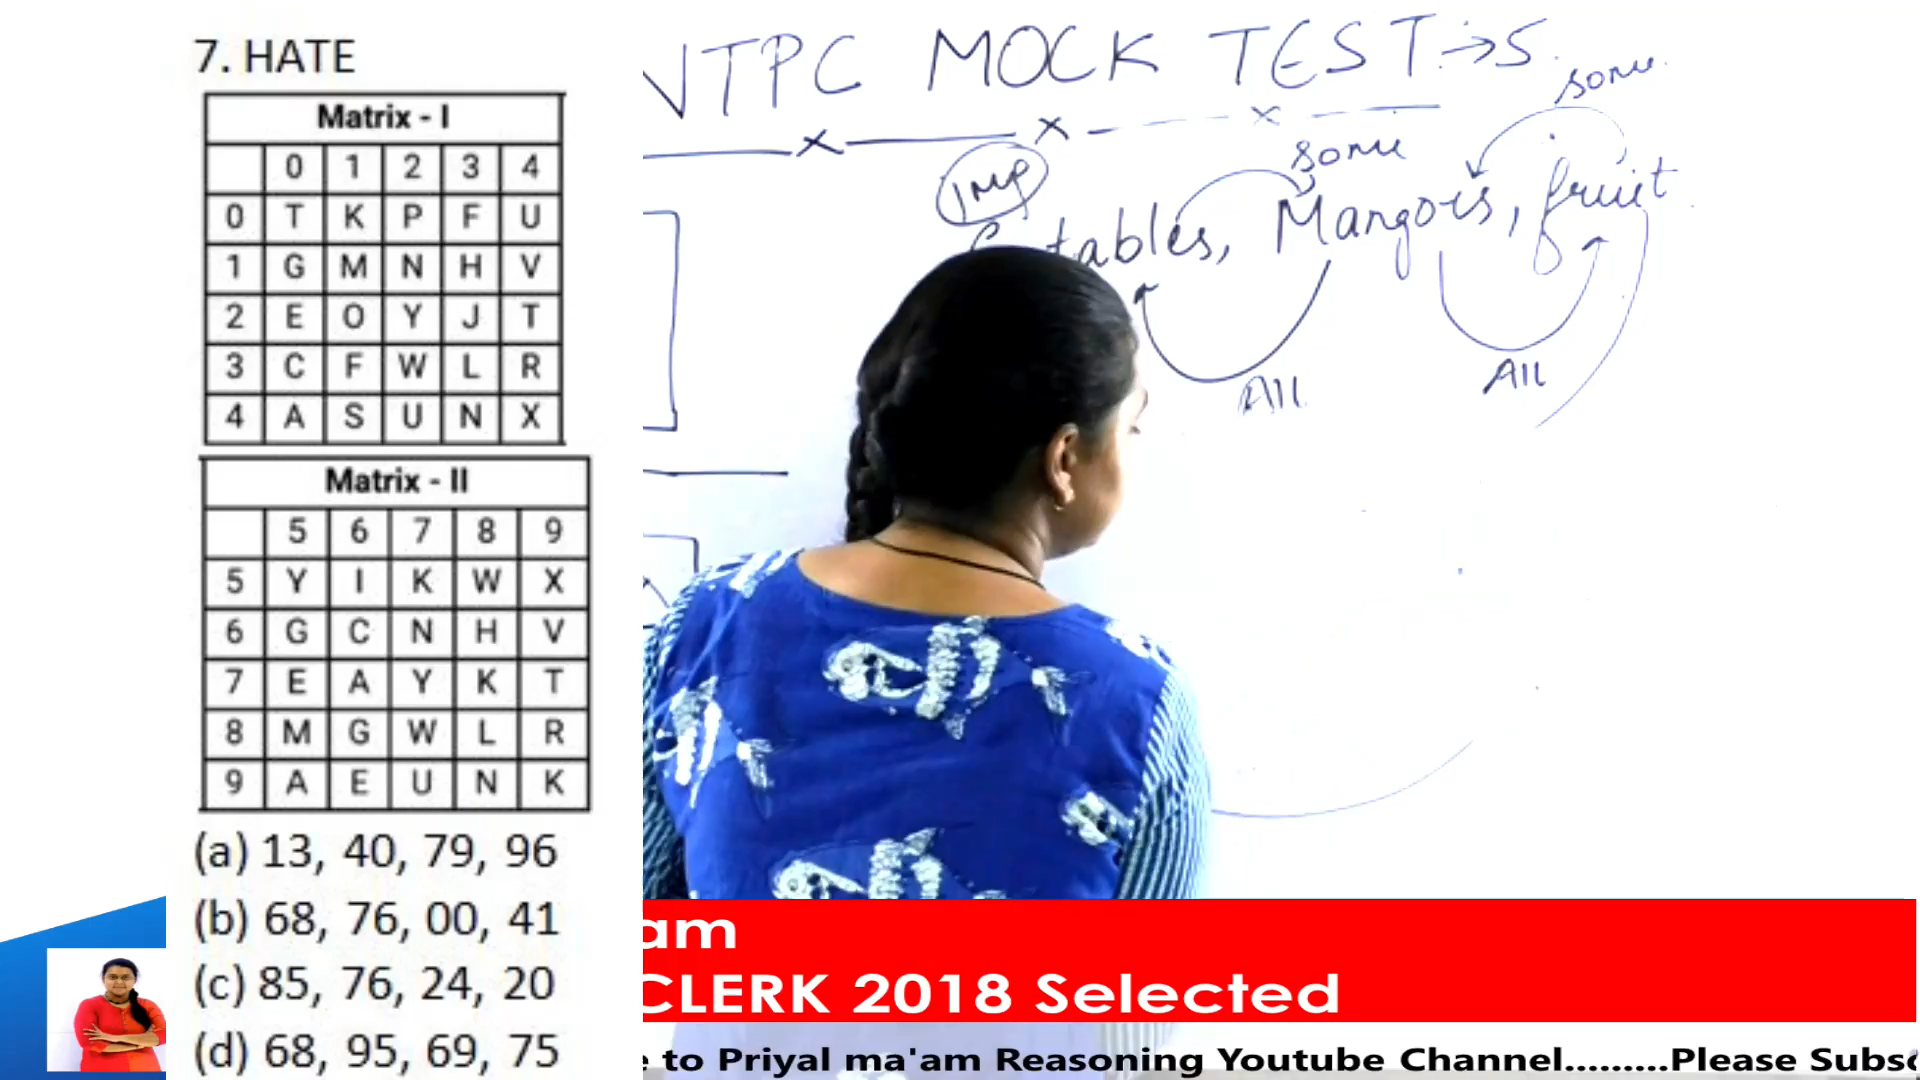 7. HATE
Matrix - I
0 1 2 3 4
0 T K P F U
1 G M N H V
2 E O Y J T
3 C F W L R
4 A S U N X
Matrix - II
5 6 7 8 9
5 Y I K W X
6 G C N H V
7 E A Y K T
8 M G W L R
9 A E U N K
(a) 13, 40, 79, 96
(b) 68, 76, 00, 41
(c) 85, 76, 24, 20
(d) 68, 95, 69, 75
NTPC MOCK TEST → 5
Imp
some
some
tables, Mangoes, fruit
All
All
am
CLERK 2018 Selected
e to Priyal ma'am Reasoning Youtube Channel.........Please Subsc